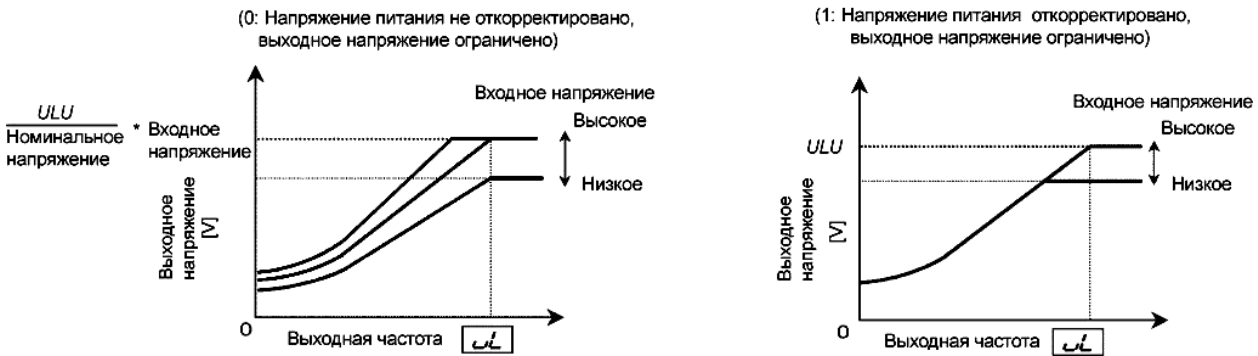 (0: Напряжение питания не откорректировано,
выходное напряжение ограничено)
ULU
Номинальное
напряжение
* Входное
напряжение
Входное напряжение
Высокое
Низкое
Выходное
напряжение
[V]
0
Выходная частота
uL
(1: Напряжение питания откорректировано,
выходное напряжение ограничено)
Входное напряжение
Высокое
ULU
Низкое
Выходное
напряжение
[V]
0
Выходная частота
uL